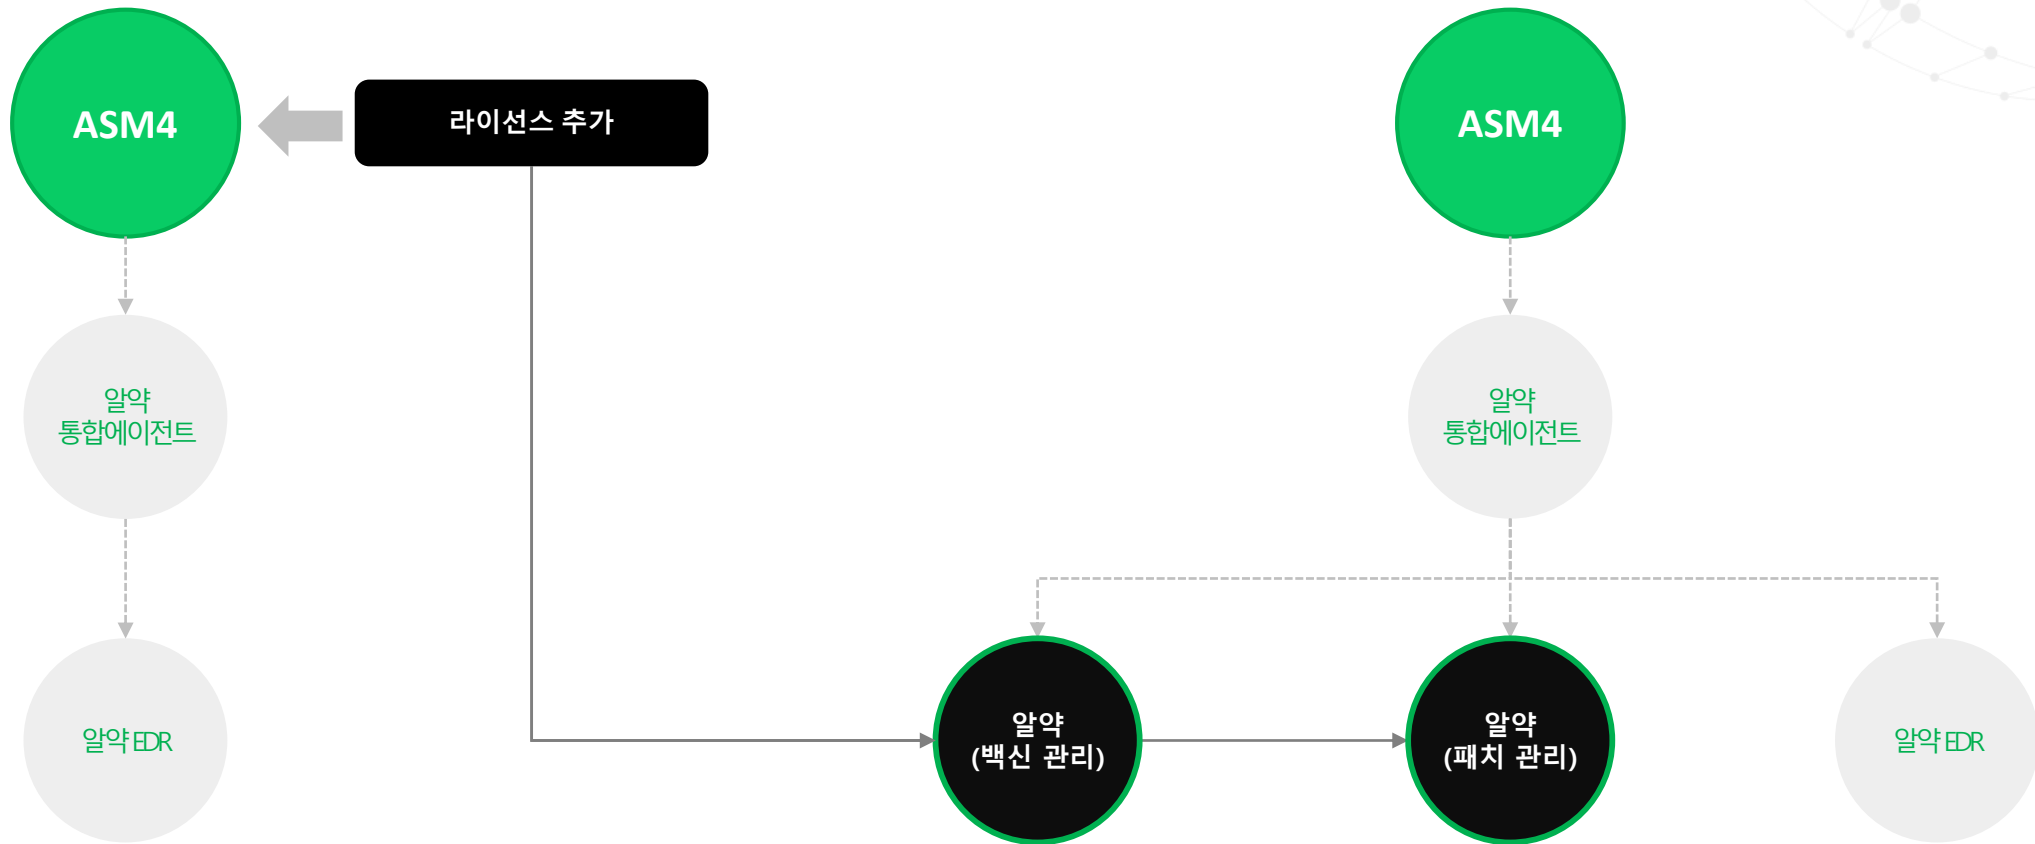 ASM4
라이선스 추가
ASM4
알약
통합에이전트
알약
통합에이전트
알약 EDR
알약
(백신 관리)
알약
(패치 관리)
알약 EDR